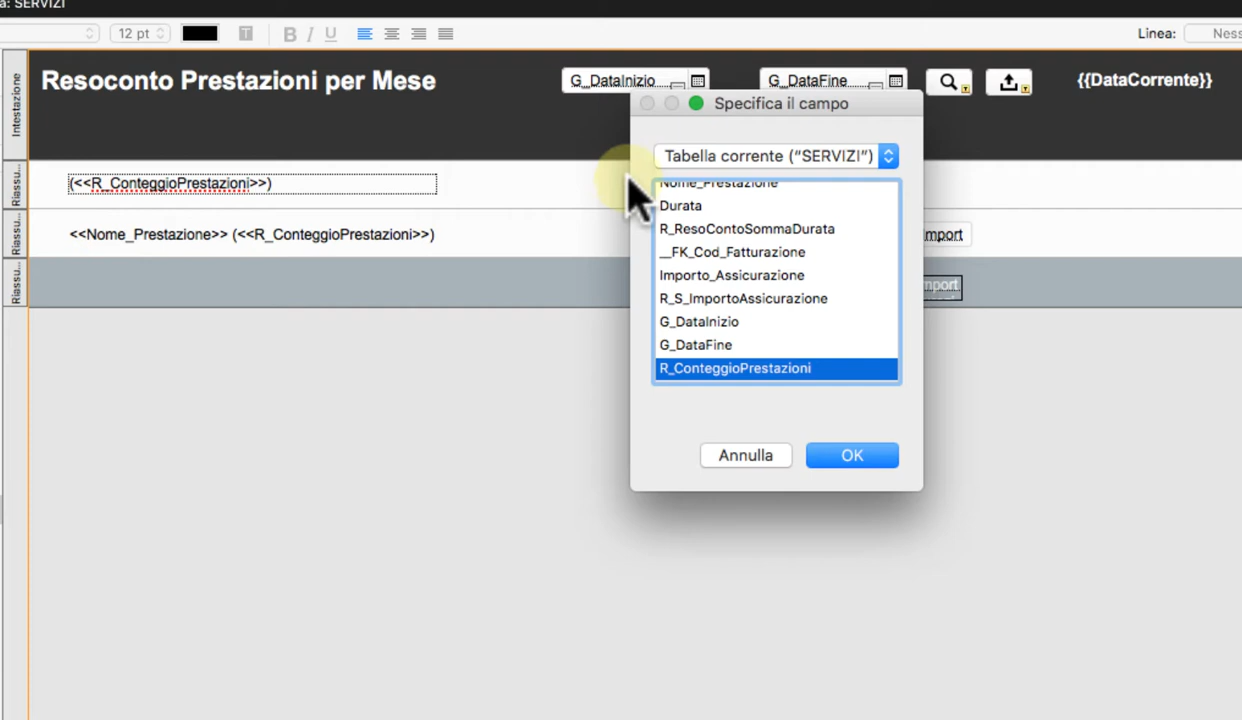 a: SERVIZI
12 pt
T
B I U
Linea:
Ness
Intestazione
Resoconto Prestazioni per Mese
G_DataInizio
G_DataFine
{{DataCorrente}}
Specifica il campo
Tabella corrente (“SERVIZI”)
Riassu...
(<<R_ConteggioPrestazioni>>)
Nome_Prestazione
Durata
R_ResoContoSommaDurata
__FK_Cod_Fatturazione
Importo_Assicurazione
R_S_ImportoAssicurazione
G_DataInizio
G_DataFine
R_ConteggioPrestazioni
Riassu...
<<Nome_Prestazione>> (<<R_ConteggioPrestazioni>>)
Import
Riassu...
mport
Annulla
OK